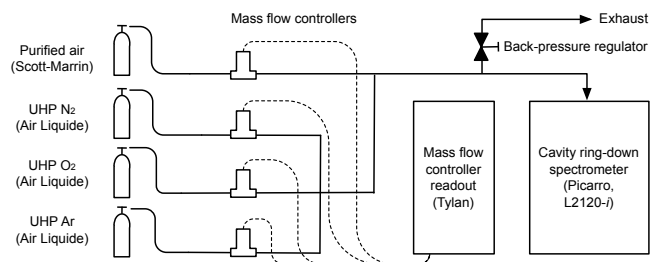 Mass flow controllers
Exhaust
Purified air
(Scott-Marrin)
Back-pressure regulator
UHP N2
(Air Liquide)
UHP O2
(Air Liquide)
UHP Ar
(Air Liquide)
Mass flow
controller
readout
(Tylan)
Cavity ring-down
spectrometer
(Picarro,
L2120-i)